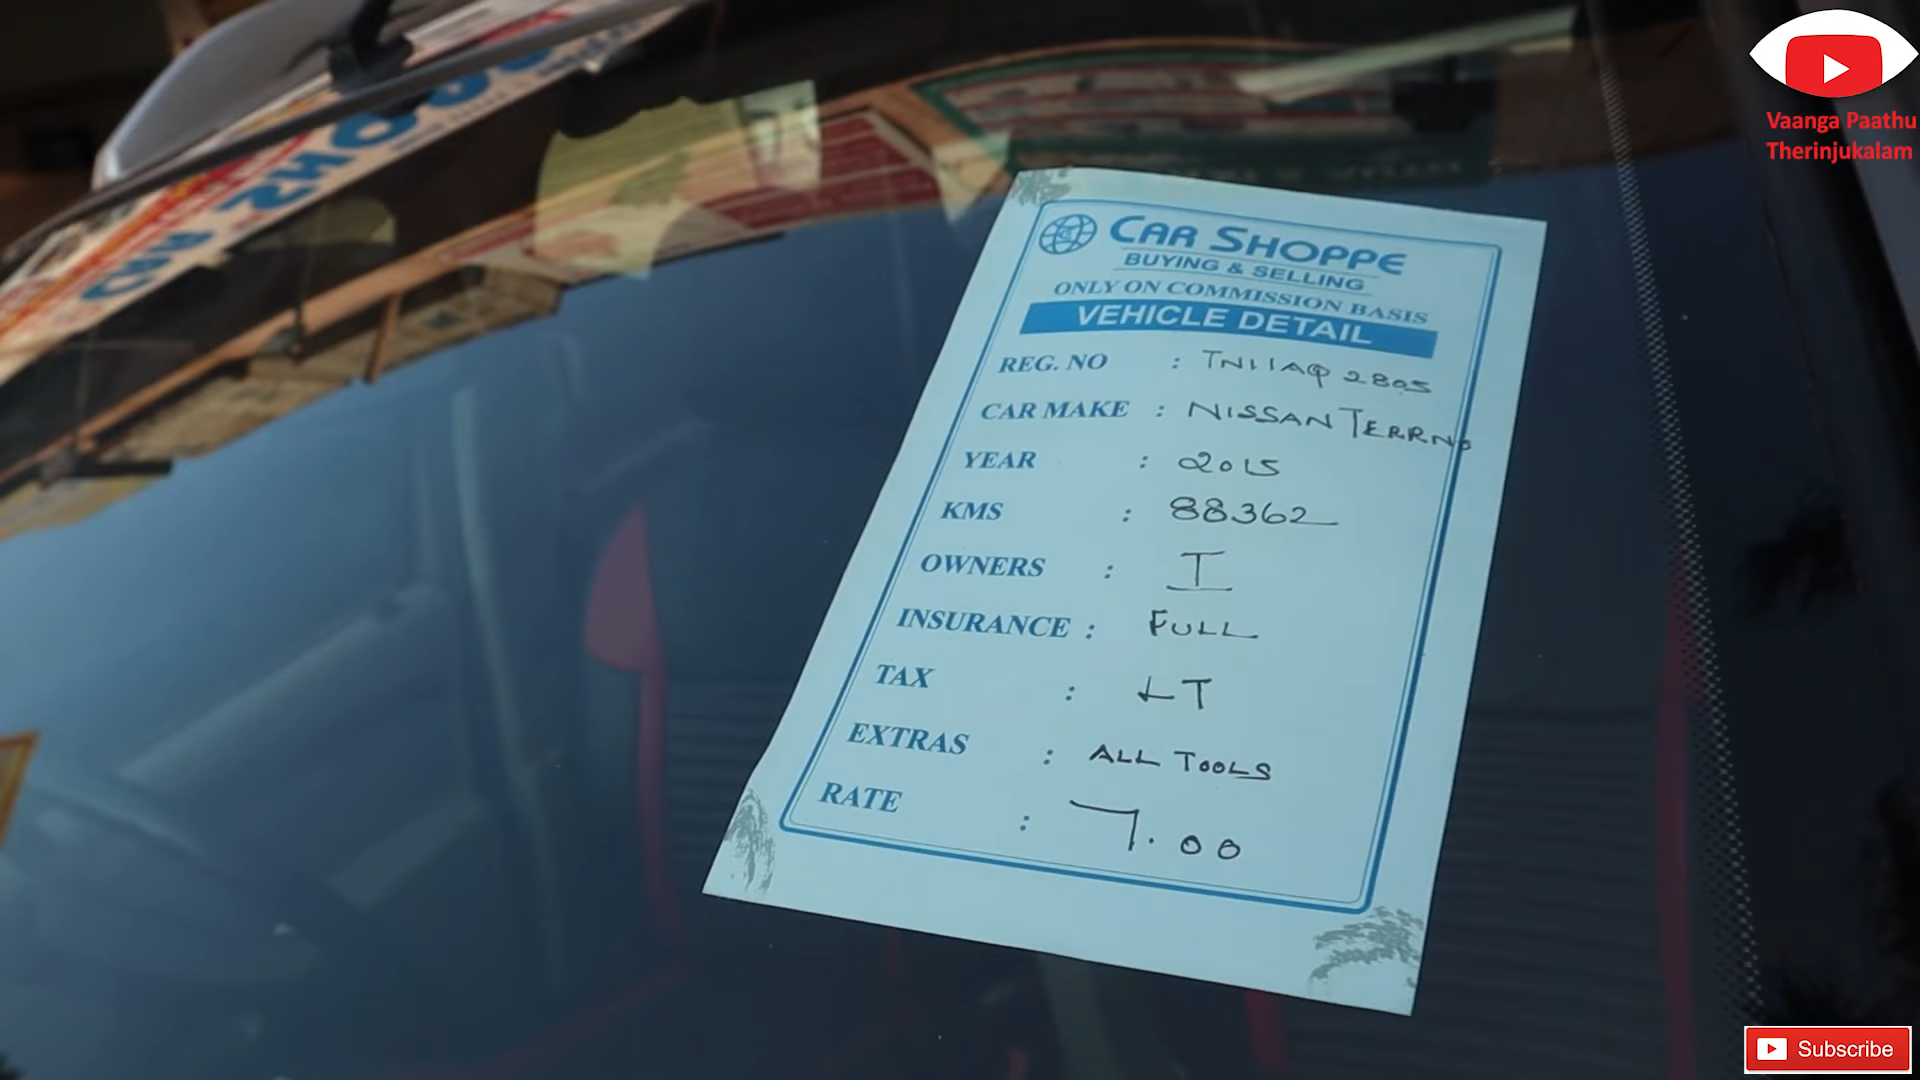 Vaanga Paathu
Therinjukalam
CAR SHOPPE
BUYING & SELLING
ONLY ON COMMISSION BASIS
VEHICLE DETAIL
REG. NO : TN11AQ 2805
CAR MAKE : NISSAN TERRNO
YEAR : 2015
KMS : 88362
OWNERS : I
INSURANCE : FULL
TAX : LT
EXTRAS : ALL TOOLS
RATE : 7.00
Subscribe